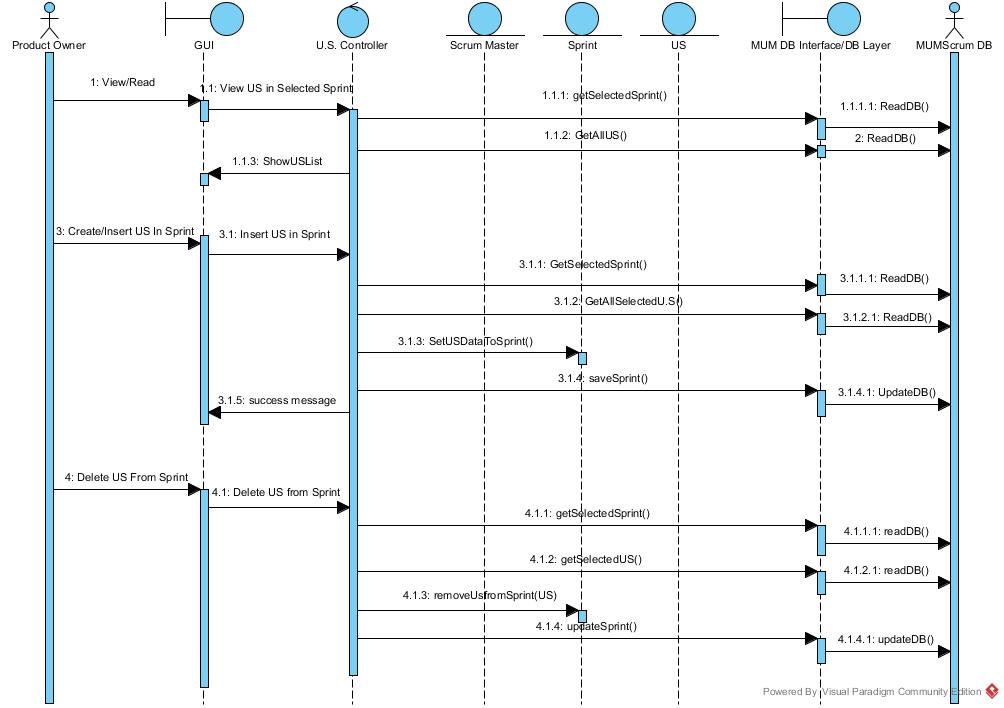 Product Owner
GUI
U.S. Controller
Scrum Master
Sprint
US
MUM DB Interface/DB Layer
MUMScrum DB
1: View/Read
1.1: View US in Selected Sprint
1.1.1: getSelectedSprint()
1.1.1.1: ReadDB()
1.1.2: GetAllUS()
2: ReadDB()
1.1.3: ShowUSList
3: Create/Insert US In Sprint
3.1: Insert US in Sprint
3.1.1: GetSelectedSprint()
3.1.1.1: ReadDB()
3.1.2: GetAllSelectedU.S()
3.1.2.1: ReadDB()
3.1.3: SetUSDataToSprint()
3.1.4: saveSprint()
3.1.4.1: UpdateDB()
3.1.5: success message
4: Delete US From Sprint
4.1: Delete US from Sprint
4.1.1: getSelectedSprint()
4.1.1.1: readDB()
4.1.2: getSelectedUS()
4.1.2.1: readDB()
4.1.3: removeUsfromSprint(US)
4.1.4: updateSprint()
4.1.4.1: updateDB()
Powered By Visual Paradigm Community Edition